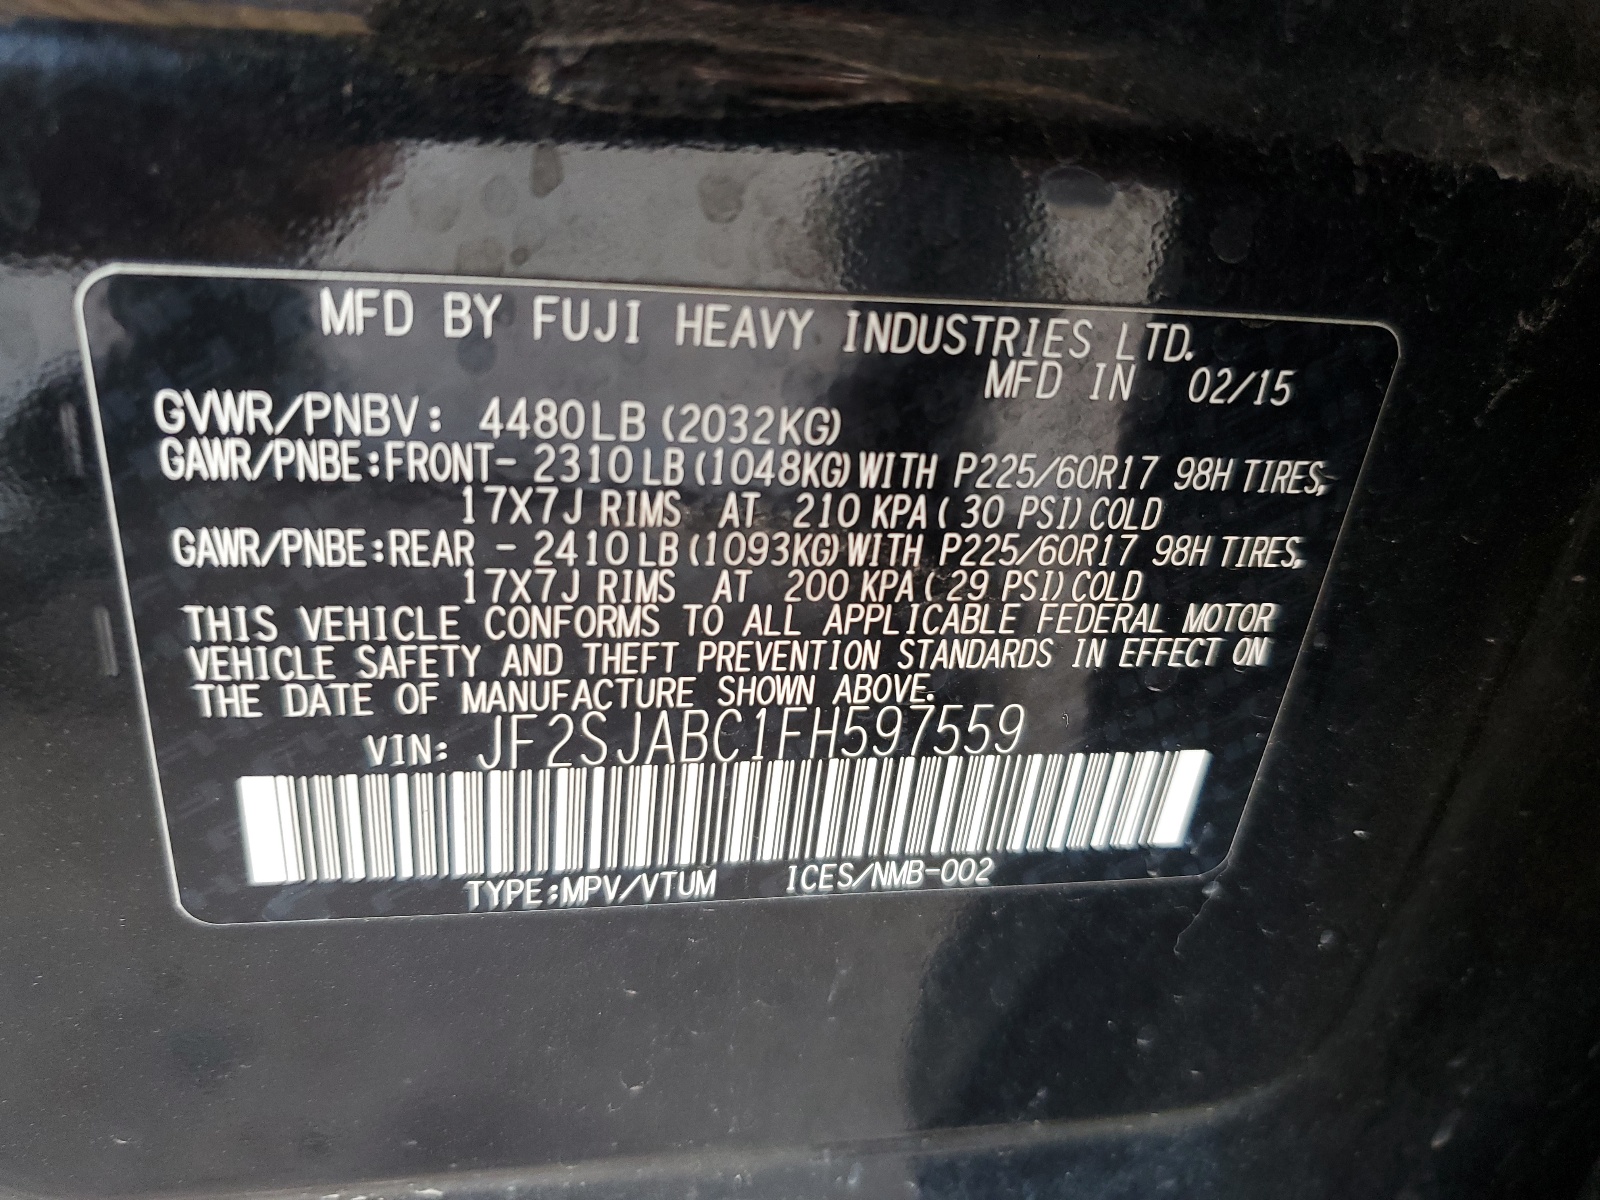 MFD BY FUJI HEAVY INDUSTRIES LTD.
MFD IN 02/15
GVWR/PNBV: 4480LB (2032KG)
GAWR/PNBE:FRONT- 2310LB(1048KG)WITH P225/60R17 98H TIRES,
17X7J RIMS AT 210 KPA( 30 PSI)COLD
GAWR/PNBE:REAR - 2410LB(1093KG)WITH P225/60R17 98H TIRES,
17X7J RIMS AT 200 KPA( 29 PSI)COLD
THIS VEHICLE CONFORMS TO ALL APPLICABLE FEDERAL MOTOR
VEHICLE SAFETY AND THEFT PREVENTION STANDARDS IN EFFECT ON
THE DATE OF MANUFACTURE SHOWN ABOVE.
VIN: JF2SJABC1FH597559
TYPE:MPV/VTUM ICES/NMB-002